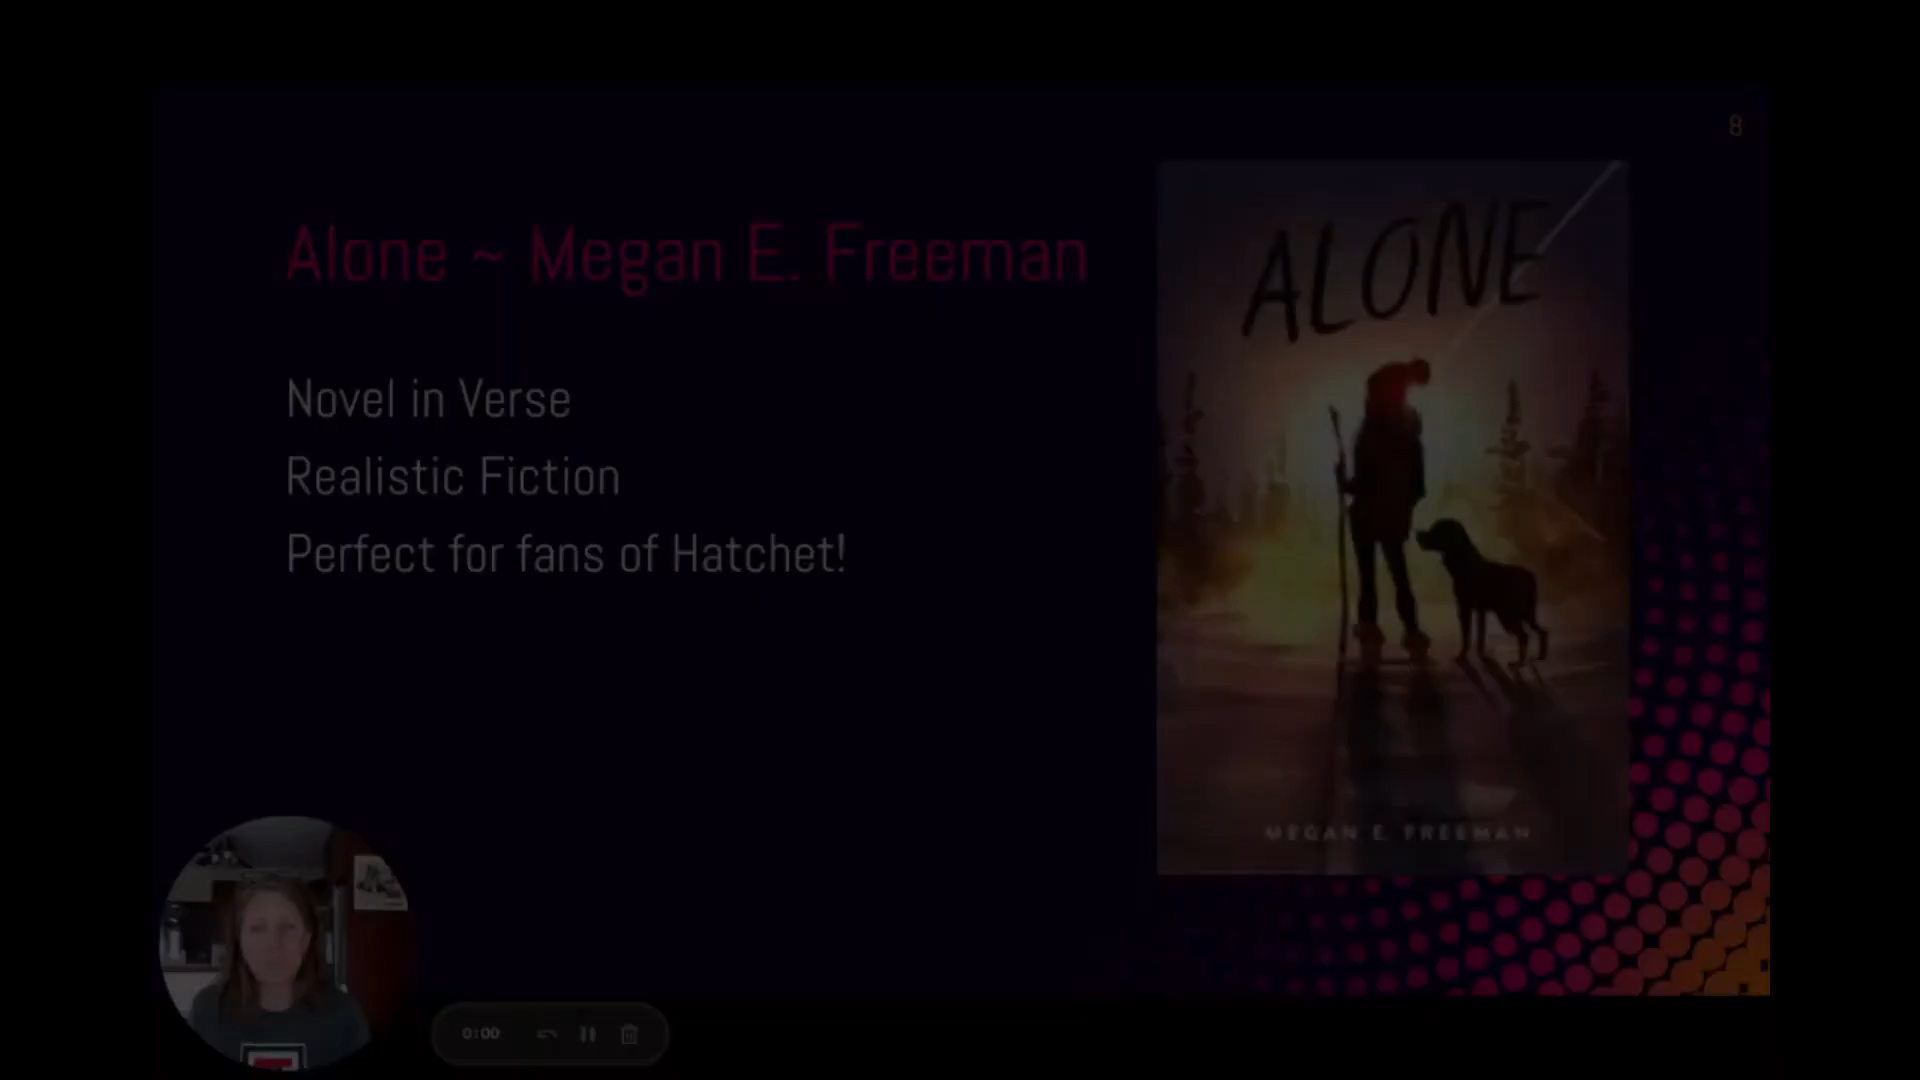 8
Alone ~ Megan E. Freeman
Novel in Verse
Realistic Fiction
Perfect for fans of Hatchet!
ALONE
MEGAN E. FREEMAN
0:00